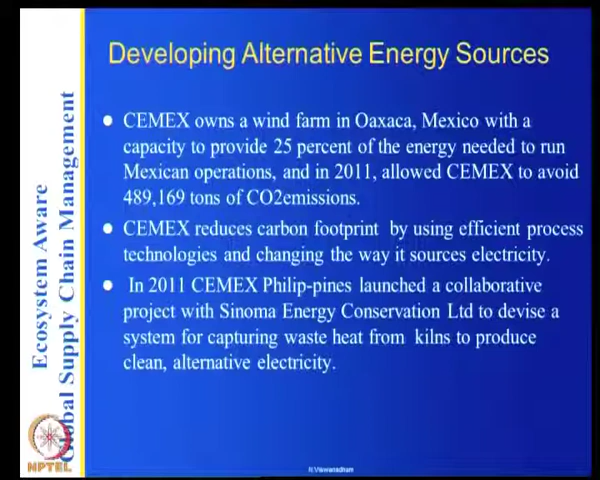 Developing Alternative Energy Sources
CEMEX owns a wind farm in Oaxaca, Mexico with a
capacity to provide 25 percent of the energy needed to run
Mexican operations, and in 2011, allowed CEMEX to avoid
489,169 tons of CO2emissions.
CEMEX reduces carbon footprint by using efficient process
technologies and changing the way it sources electricity.
In 2011 CEMEX Philip-pines launched a collaborative
project with Sinoma Energy Conservation Ltd to devise a
system for capturing waste heat from kilns to produce
clean, alternative electricity.
Ecosystem Aware
Global Supply Chain Management
NPTEL
N.Viswanadham